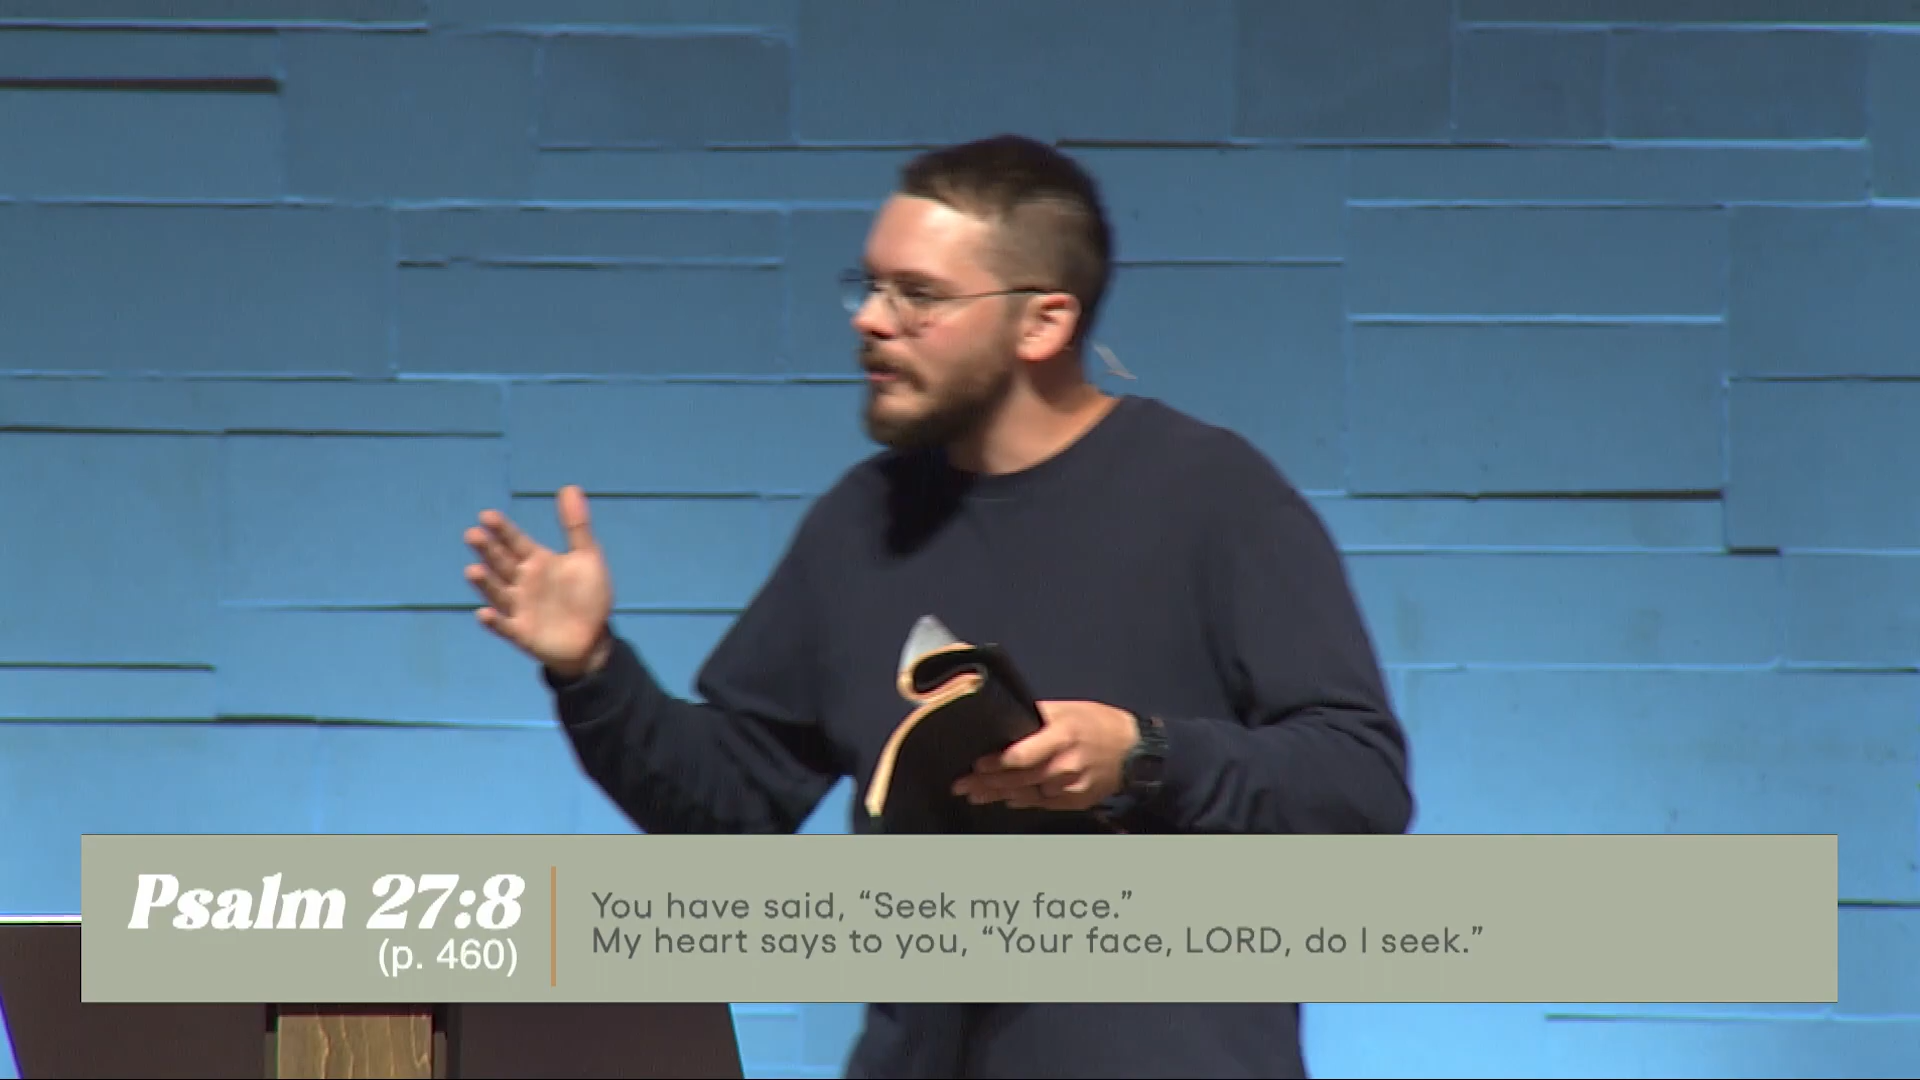 Psalm 27:8
(p. 460)
You have said, “Seek my face.”
My heart says to you, “Your face, LORD, do I seek.”